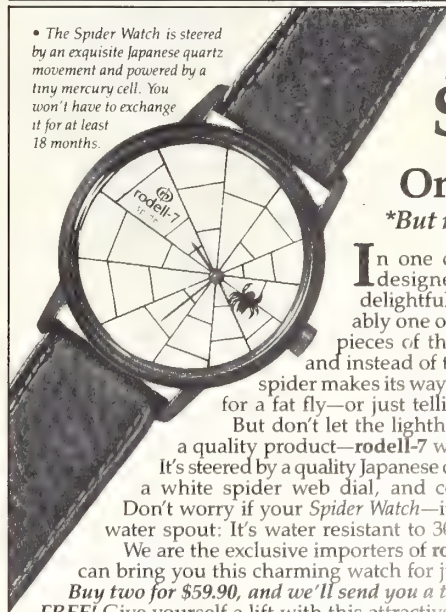 • The Spider Watch is steered
by an exquisite Japanese quartz
movement and powered by a
tiny mercury cell. You
won't have to exchange
it for at least
18 months.
rodell-7
S
Or
*But
In one
designe
delightful
ably one o
pieces of th
and instead of t
spider makes its way
for a fat fly—or just telli
But don't let the lighth
a quality product—rodell-7 w
It's steered by a quality Japanese
a white spider web dial, and c
Don't worry if your Spider Watch—i
water spout: It's water resistant to 3
We are the exclusive importers of ro
can bring you this charming watch for j
Buy two for $59.90, and we'll send you a t
FREE! Give yourself a lift with this attracti